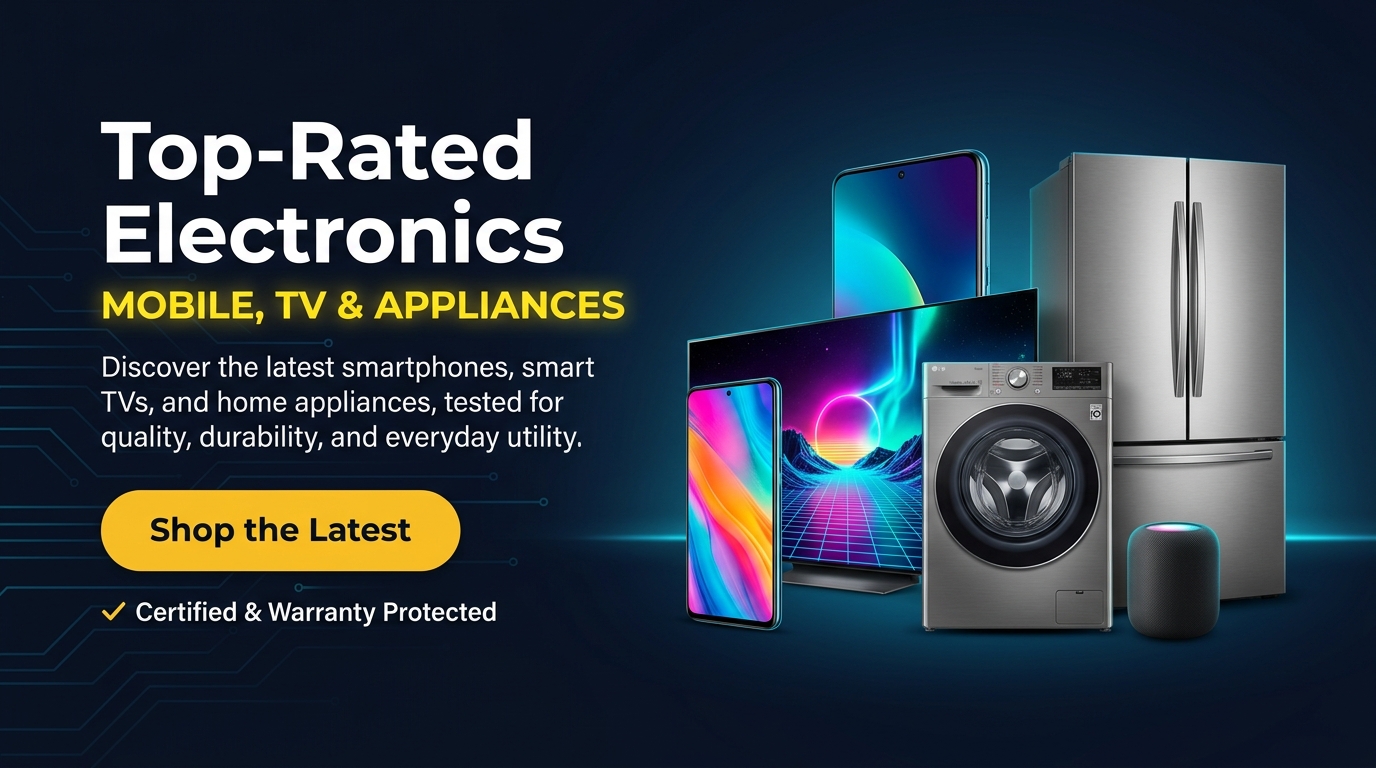 Top-Rated
Electronics
MOBILE, TV & APPLIANCES
Discover the latest smartphones, smart
TVs, and home appliances, tested for
quality, durability, and everyday utility.
Shop the Latest
Certified & Warranty Protected
LG